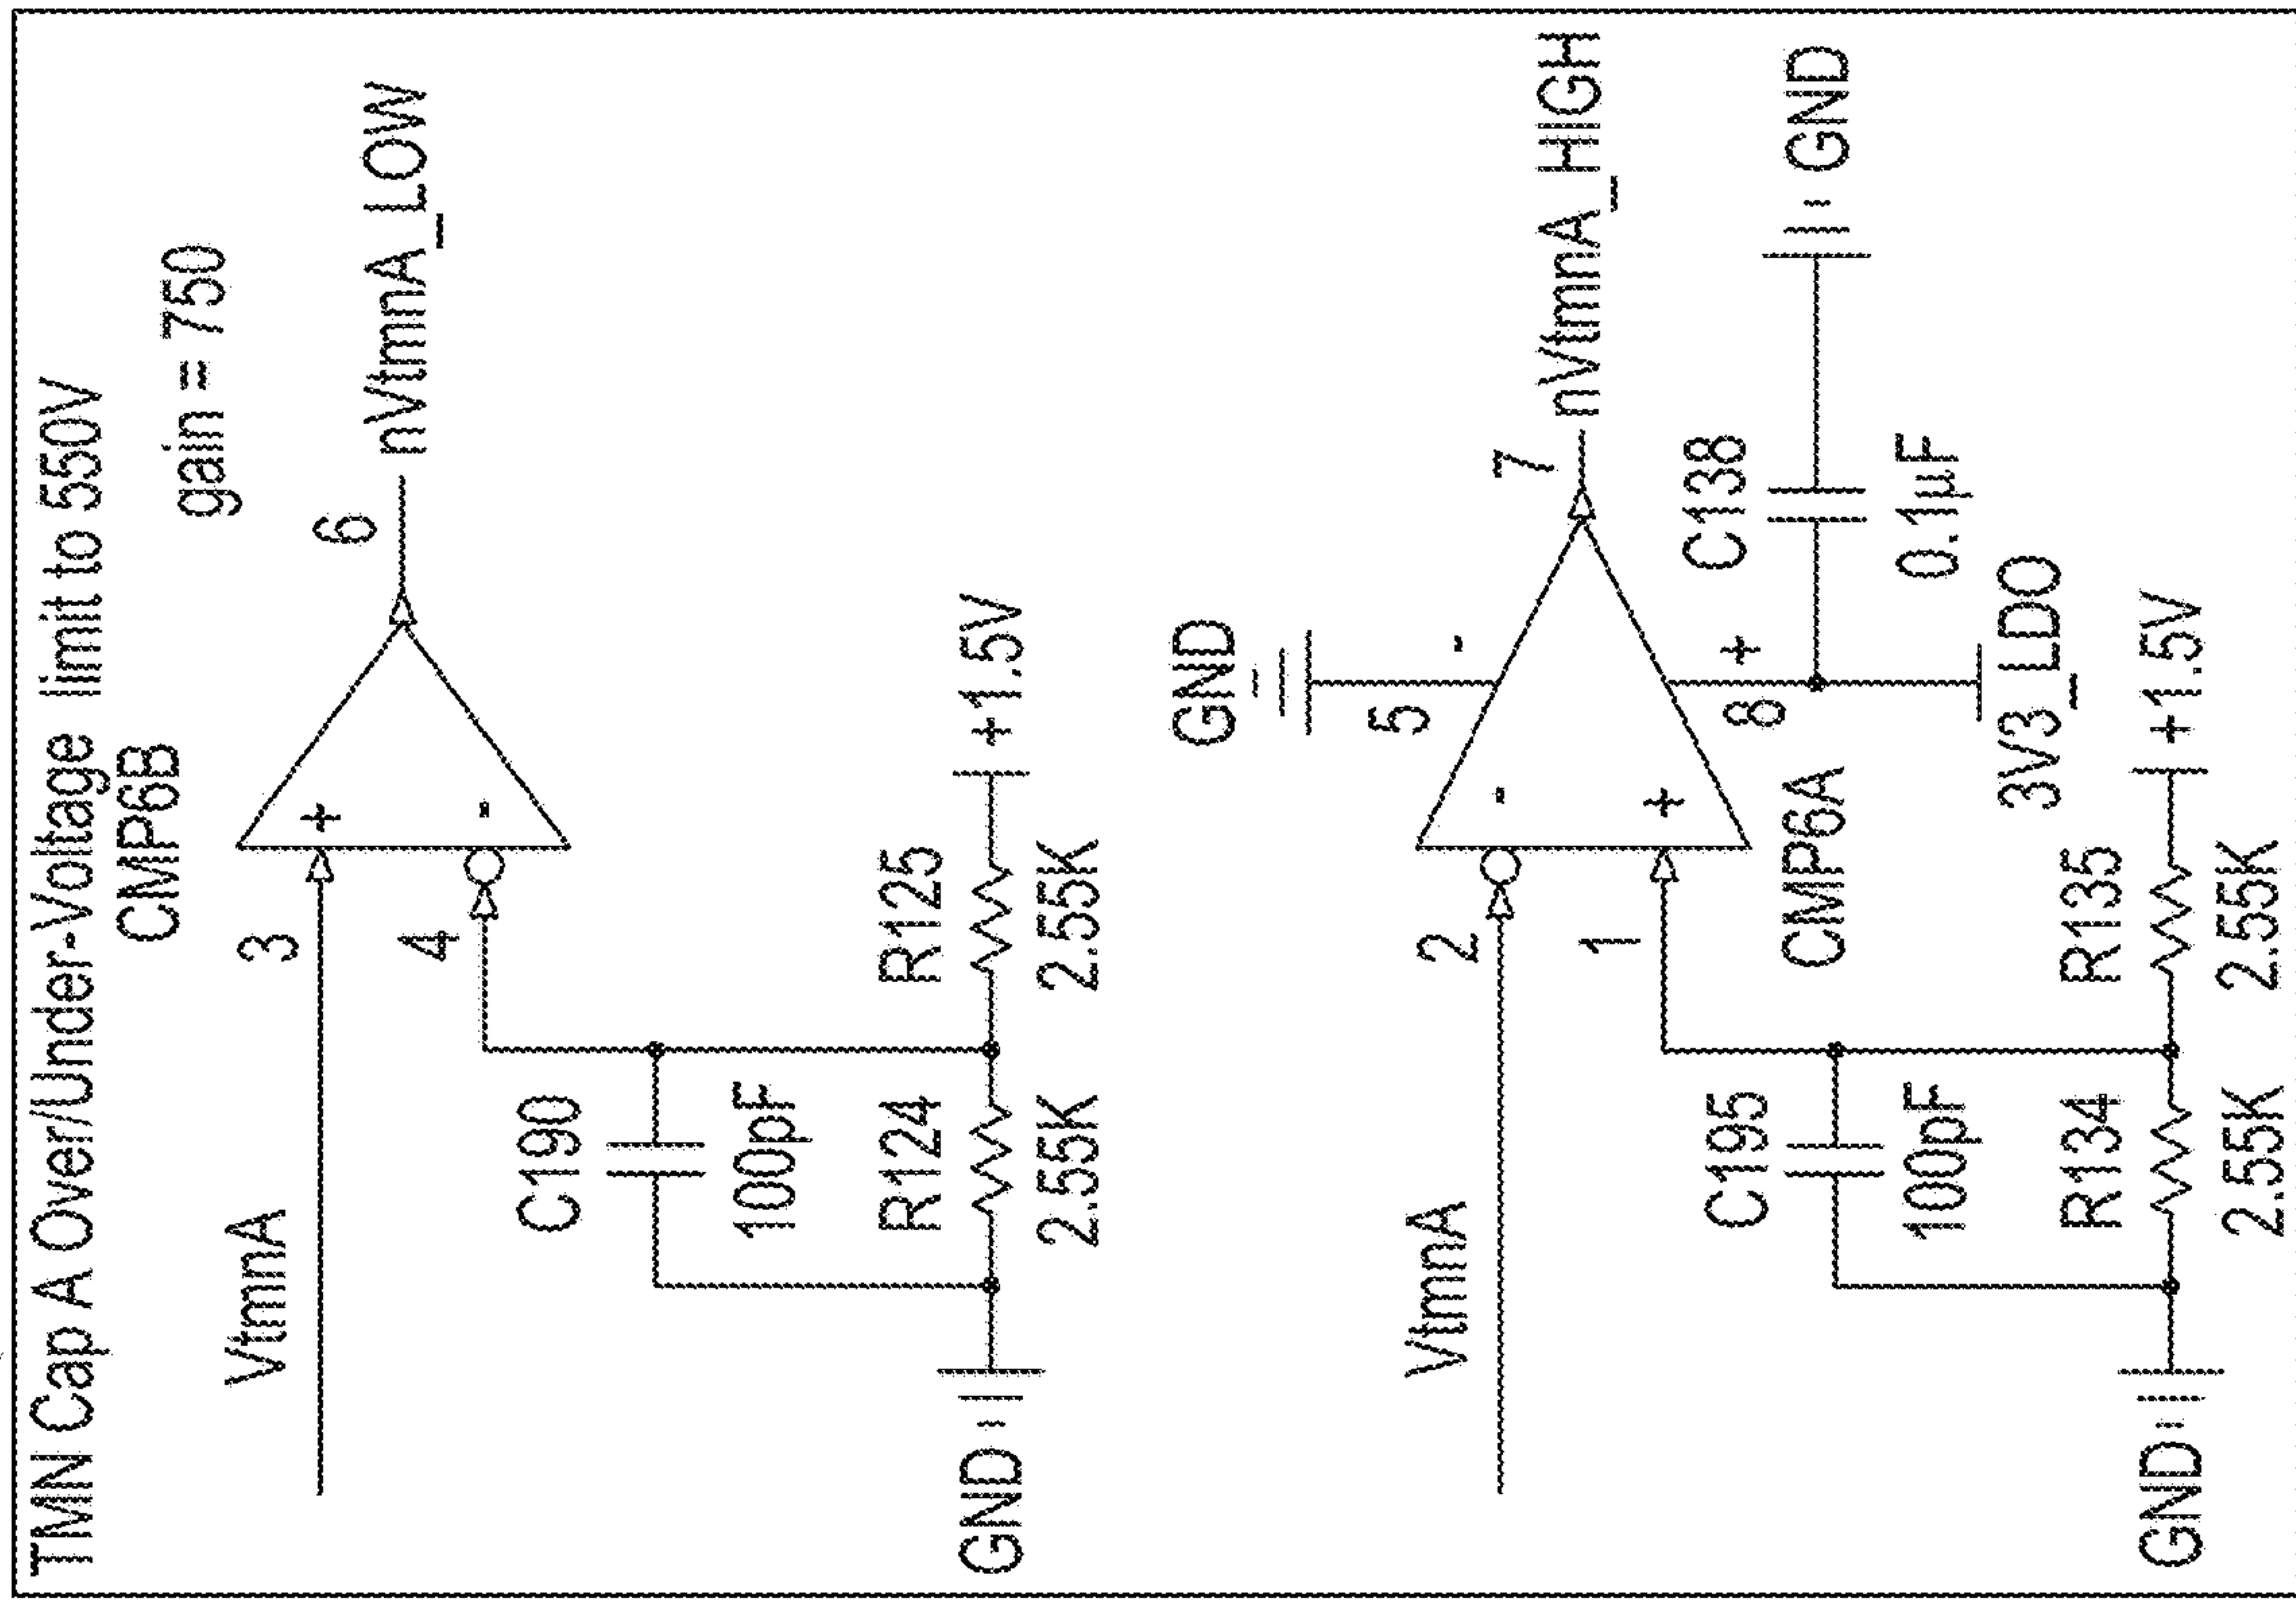 TMN Cap A Over/Under-Voltage limit to 550V
CMP6B
gain = 750
VtmnA
3
+
6
nVtmnA_LOW
4
-
C190
100pF
R124
2.55K
R125
2.55K
GND
+1.5V
GND
5
-
VtmnA
2
-
7
nVtmnA_HIGH
1
+
CMP6A
8
+
C138
0.1µF
GND
3V3_LDO
C195
100pF
R134
2.55K
R135
2.55K
GND
+1.5V